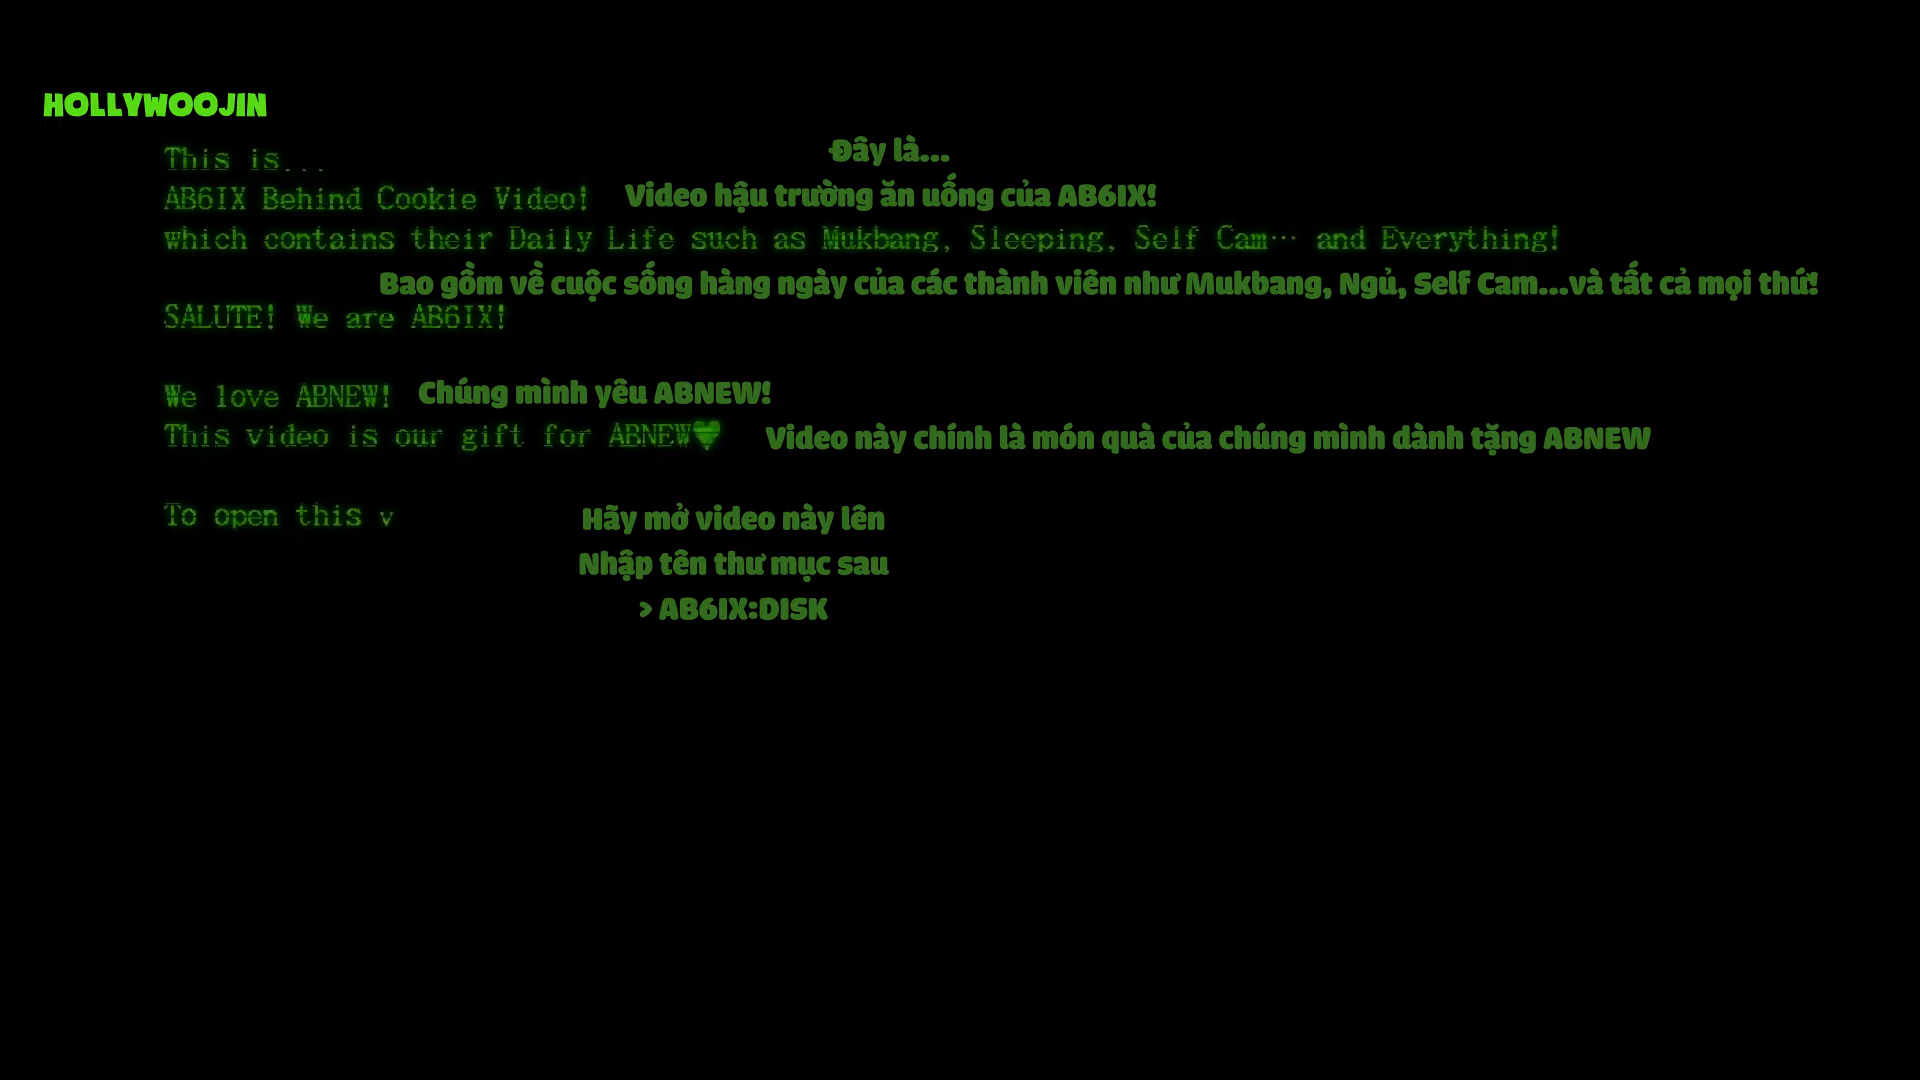 HOLLYWOOJIN
This is...
Đây là...
AB6IX Behind Cookie Video!
Video hậu trường ăn uống của AB6IX!
which contains their Daily Life such as Mukbang, Sleeping, Self Cam… and Everything!
Bao gồm về cuộc sống hàng ngày của các thành viên như Mukbang, Ngủ, Self Cam...và tất cả mọi thứ!
SALUTE! We are AB6IX!
We love ABNEW!
Chúng mình yêu ABNEW!
This video is our gift for ABNEW♥
Video này chính là món quà của chúng mình dành tặng ABNEW
To open this v
Hãy mở video này lên
Nhập tên thư mục sau
> AB6IX:DISK